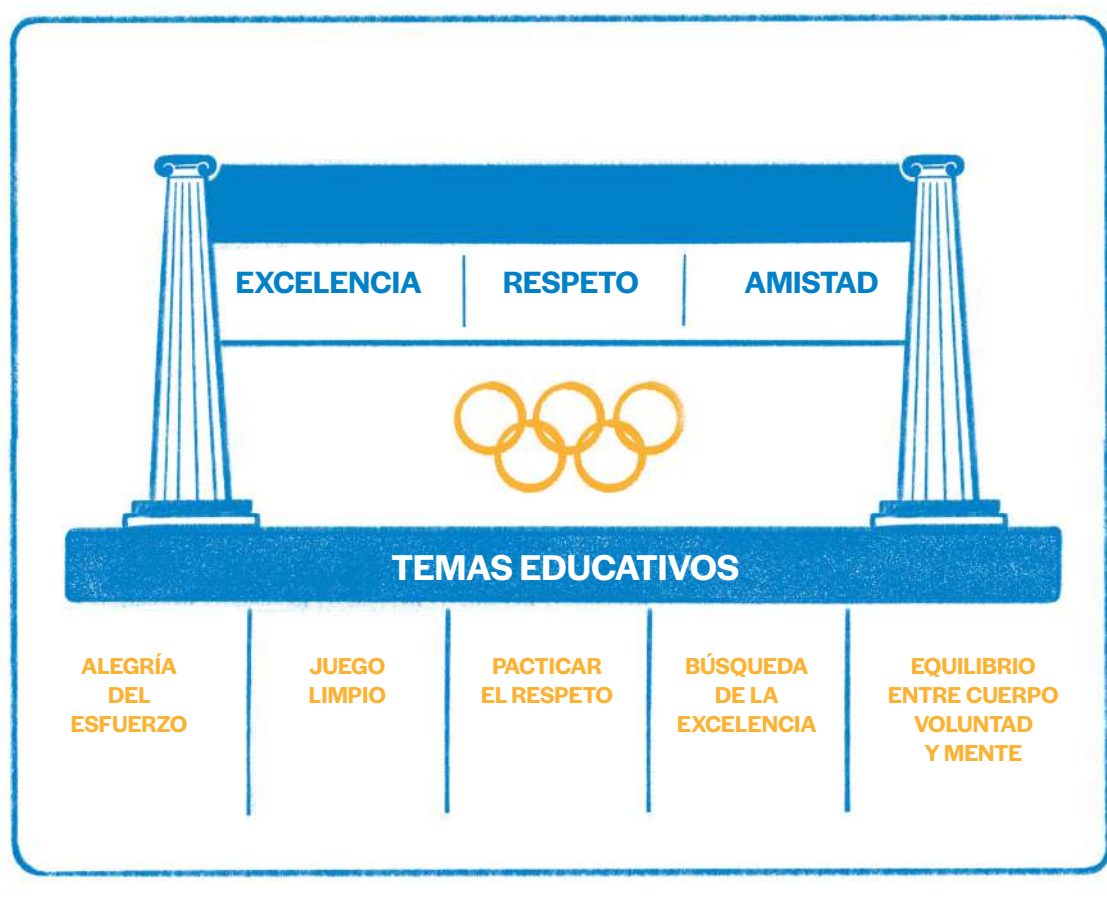 EXCELENCIA
RESPETO
AMISTAD
TEMAS EDUCATIVOS
ALEGRÍA
DEL
ESFUERZO
JUEGO
LIMPIO
PACTICAR
EL RESPETO
BÚSQUEDA
DE LA
EXCELENCIA
EQUILIBRIO
ENTRE CUERPO
VOLUNTAD
Y MENTE